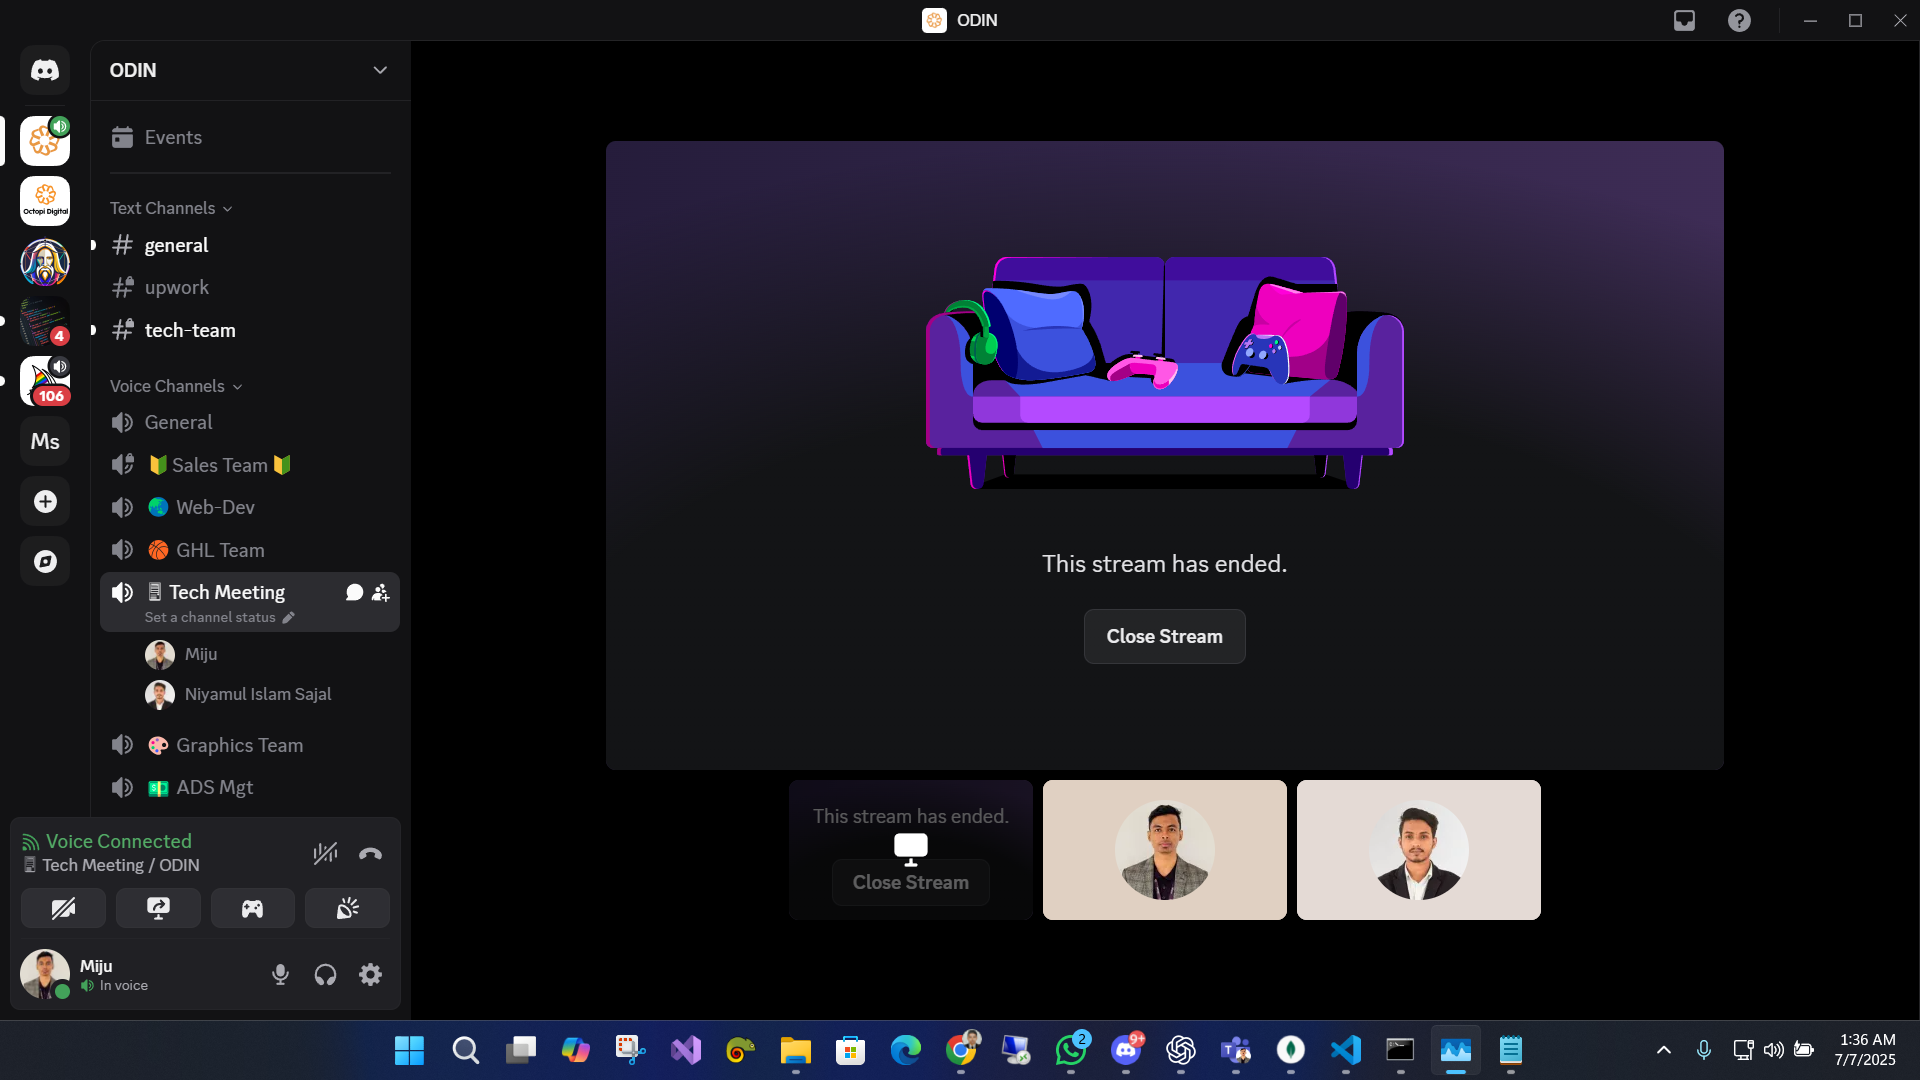 ODIN
ODIN
Events
Octopi Digital
Text Channels
general
upwork
tech-team
4
106
Ms
Voice Channels
General
🔰Sales Team🔰
🌏 Web-Dev
🏀 GHL Team
Tech Meeting
Set a channel status
Miju
Niyamul Islam Sajal
🎨 Graphics Team
💵 ADS Mgt
Voice Connected
Tech Meeting / ODIN
Miju
In voice
This stream has ended.
Close Stream
This stream has ended.
Close Stream
2
9+
T
1:36 AM
7/7/2025